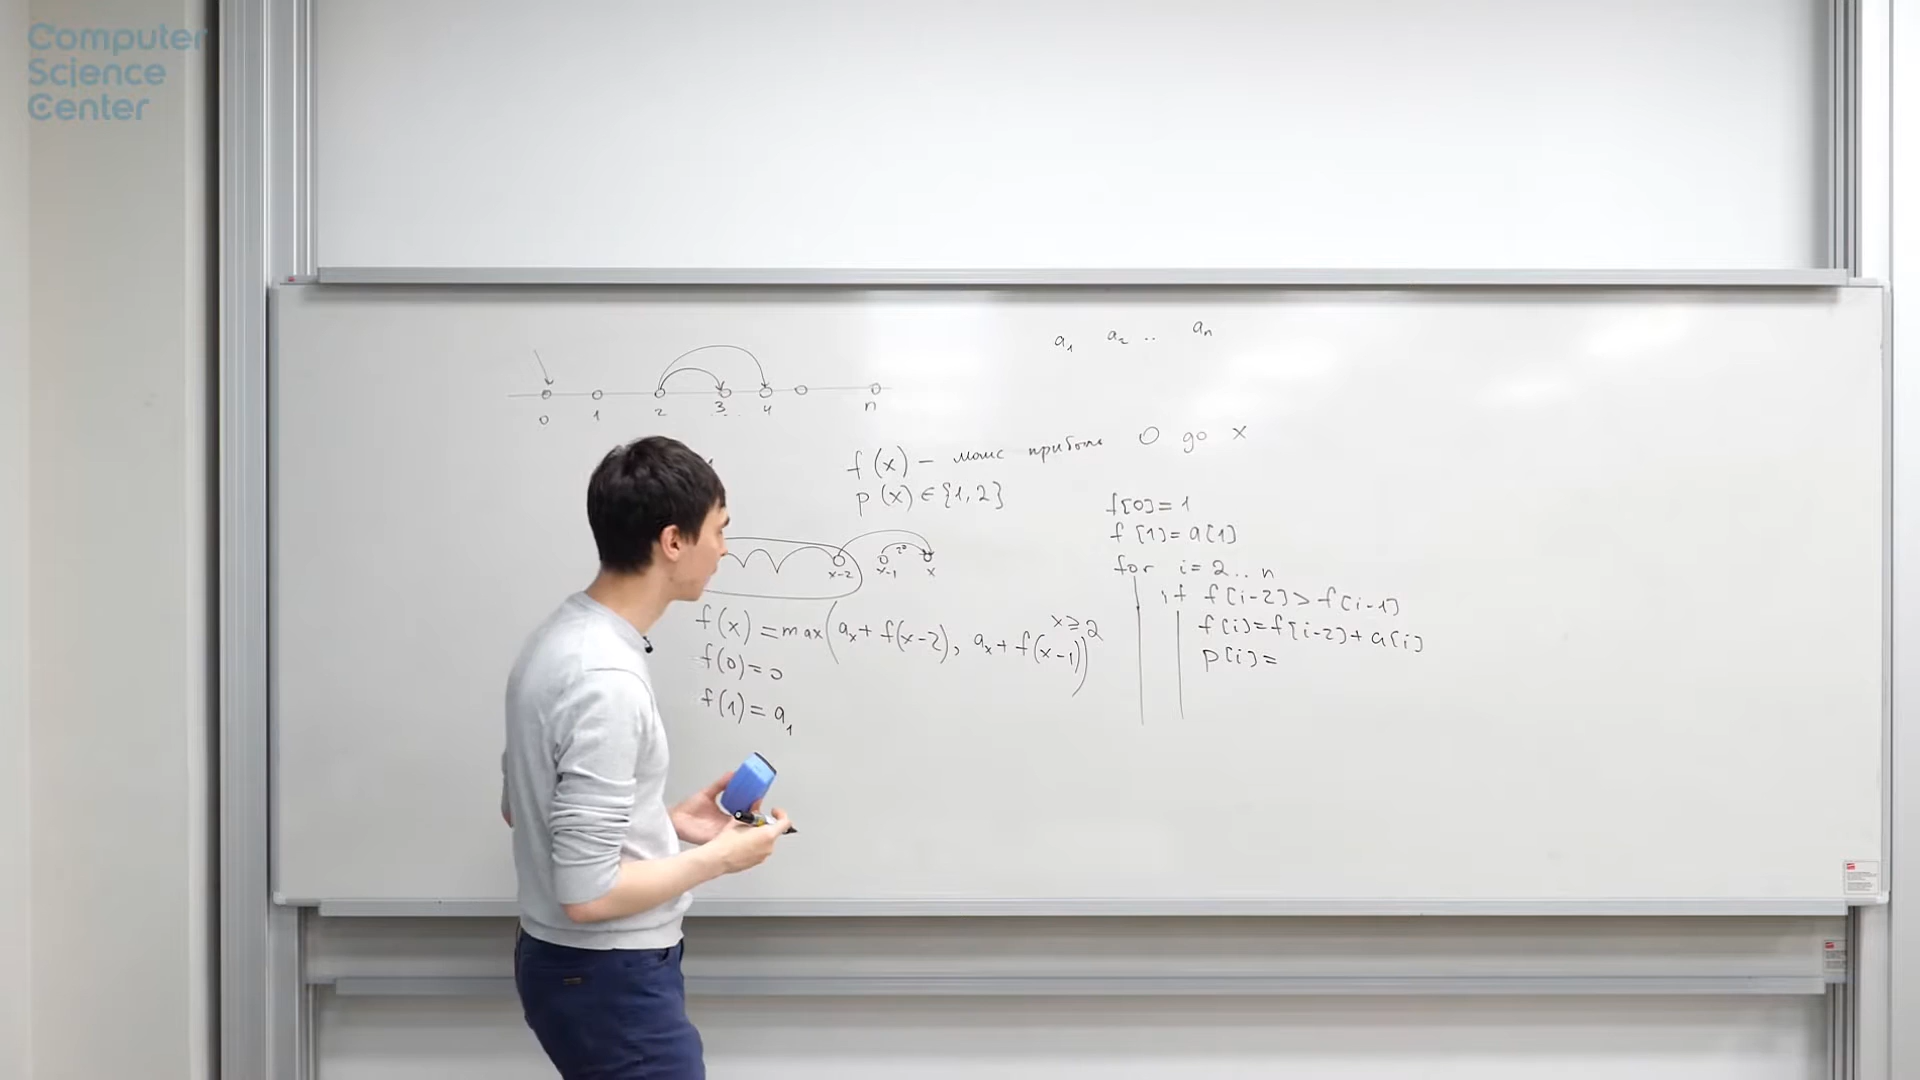 Computer
Science
Center
a₁ a₂ .. aₙ
0 1 2 3 4 n
f(x) – макс прибыль 0 до x
p(x) ∈ {1,2}
x-2 x-1 x
f(x) = max(aₓ + f(x-2), aₓ + f(x-1)) x ≥ 2
f(0) = 0
f(1) = a₁
f[0] = 1
f[1] = a[1]
for i = 2 .. n
if f[i-2] > f[i-1]
f[i] = f[i-2] + a[i]
p[i] =